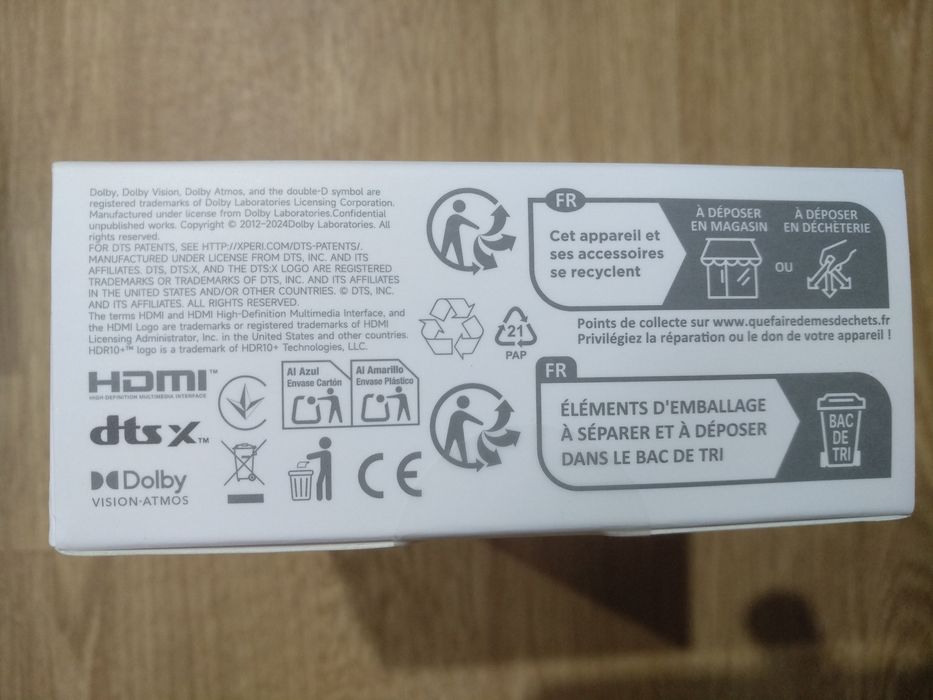 Dolby, Dolby Vision, Dolby Atmos, and the double-D symbol are
registered trademarks of Dolby Laboratories Licensing Corporation.
Manufactured under license from Dolby Laboratories.Confidential
unpublished works. Copyright © 2012-2024Dolby Laboratories. All
rights reserved.
FOR DTS PATENTS, SEE HTTP://XPERI.COM/DTS-PATENTS/.
MANUFACTURED UNDER LICENSE FROM DTS, INC. AND ITS
AFFILIATES. DTS, DTS:X, AND THE DTS:X LOGO ARE REGISTERED
TRADEMARKS OR TRADEMARKS OF DTS, INC. AND ITS AFFILIATES
IN THE UNITED STATES AND/OR OTHER COUNTRIES. © DTS, INC.
AND ITS AFFILIATES. ALL RIGHTS RESERVED.
The terms HDMI and HDMI High-Definition Multimedia Interface, and
the HDMI Logo are trademarks or registered trademarks of HDMI
Licensing Administrator, Inc. in the United States and other countries.
HDR10+™ logo is a trademark of HDR10+ Technologies, LLC.
HDMI™
HIGH-DEFINITION MULTIMEDIA INTERFACE
dts X™
Dolby
VISION·ATMOS
Al Azul
Envase Cartón
Al Amarillo
Envase Plástico
CE
21
PAP
FR
Cet appareil et
ses accessoires
se recyclent
À DÉPOSER
EN MAGASIN
OU
À DÉPOSER
EN DÉCHÈTERIE
Points de collecte sur www.quefairedemesdechets.fr
Privilégiez la réparation ou le don de votre appareil !
FR
ÉLÉMENTS D'EMBALLAGE
À SÉPARER ET À DÉPOSER
DANS LE BAC DE TRI
BAC
DE
TRI